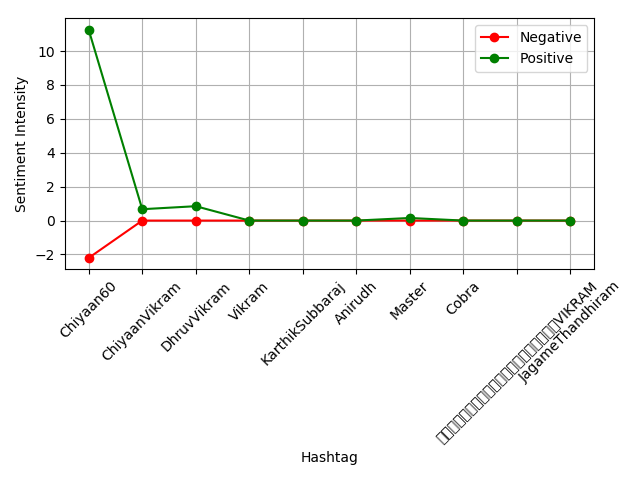 Negative
Positive
Sentiment Intensity
10
8
6
4
2
0
−2
Chiyaan60
ChiyaanVikram
DhruvVikram
Vikram
KarthikSubbaraj
Anirudh
Master
Cobra
VIKRAM
JagameThandhiram
Hashtag